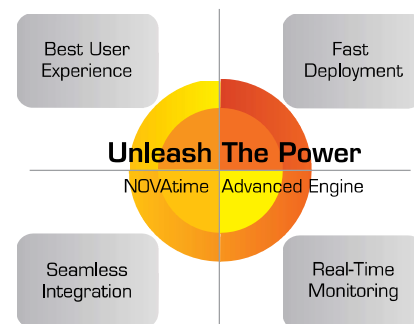 Best User
Experience
Fast
Deployment
Unleash The Power
NOVAtime Advanced Engine
Seamless
Integration
Real-Time
Monitoring